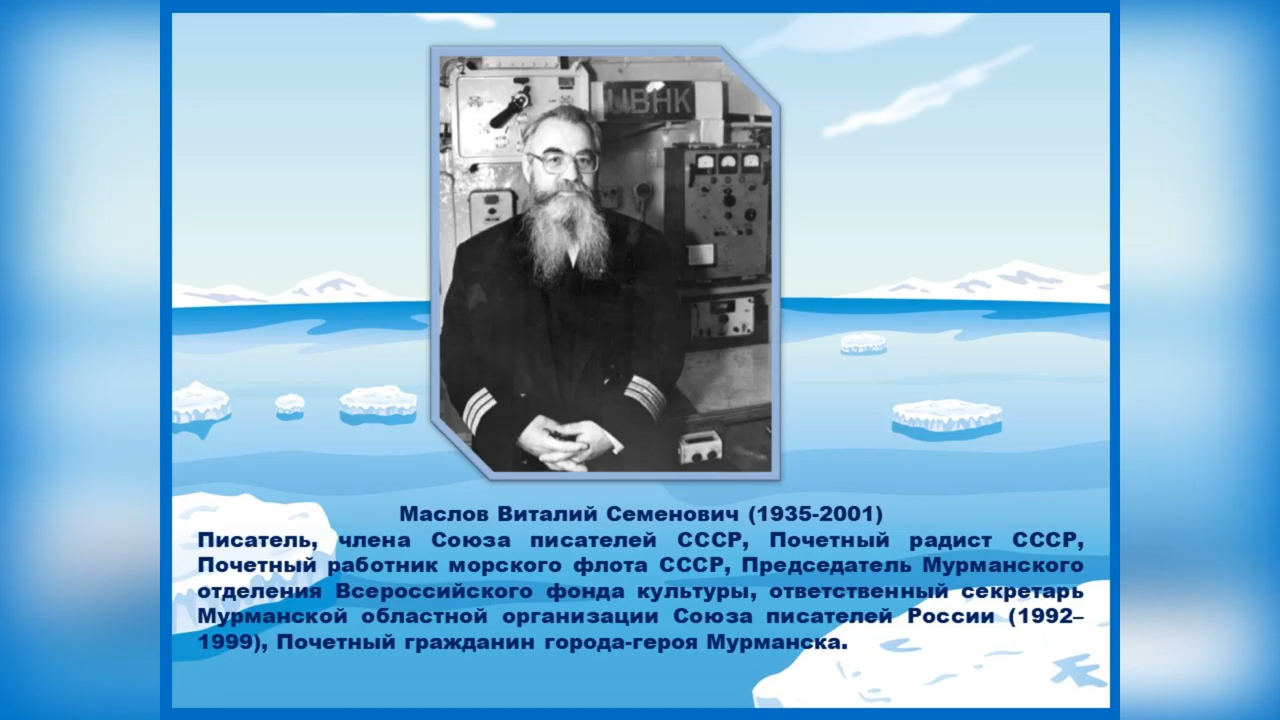 ЦВНК
Маслов Виталий Семенович (1935-2001)
Писатель, члена Союза писателей СССР, Почетный радист СССР,
Почетный работник морского флота СССР, Председатель Мурманского
отделения Всероссийского фонда культуры, ответственный секретарь
Мурманской областной организации Союза писателей России (1992–
1999), Почетный гражданин города-героя Мурманска.